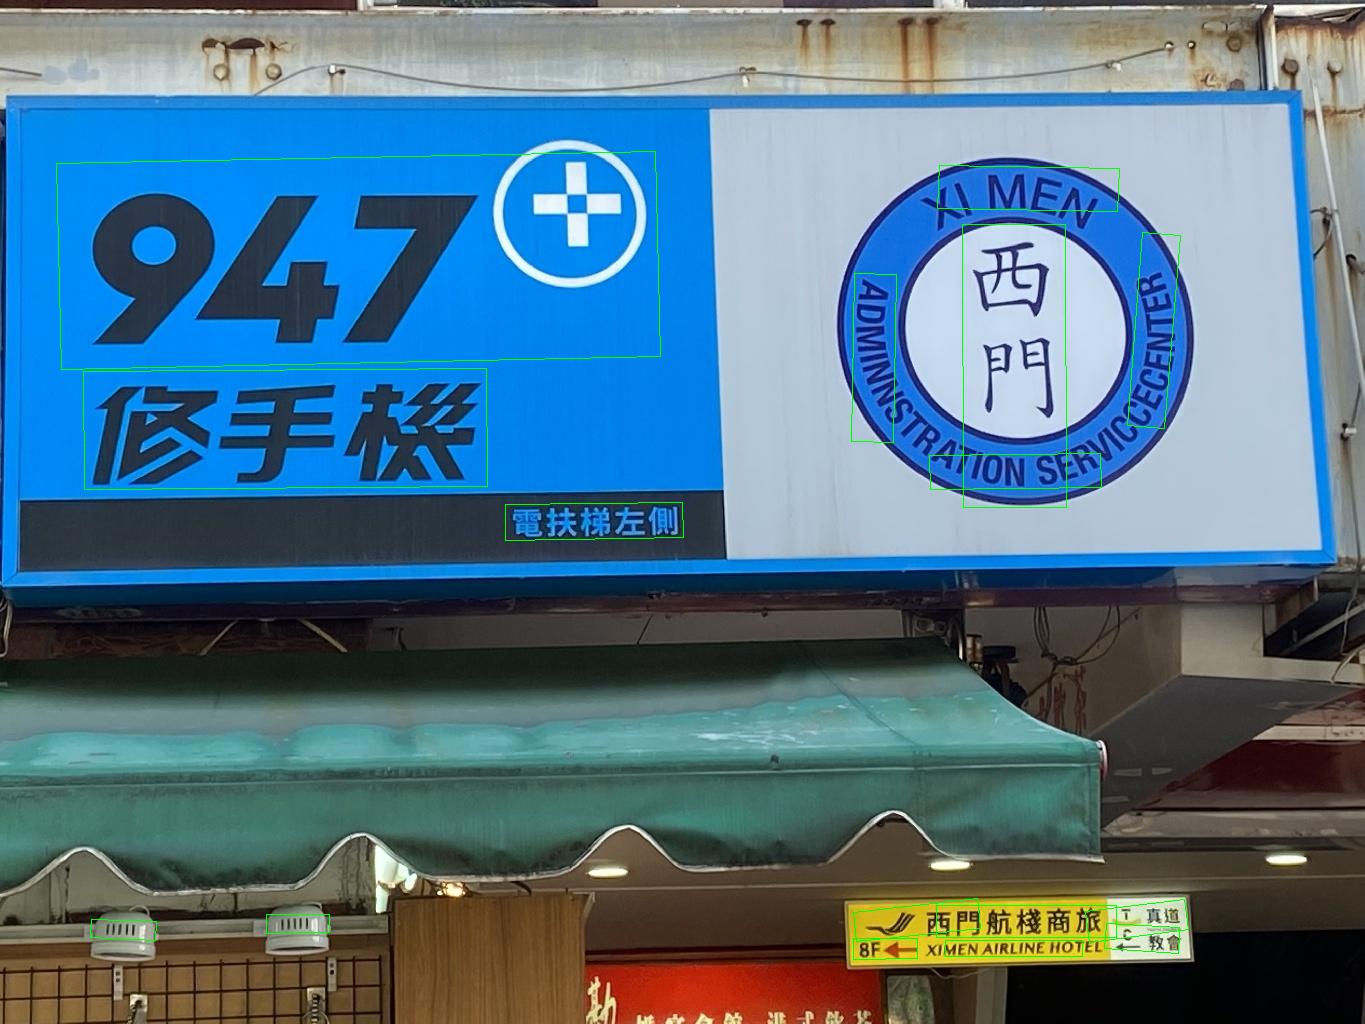 947
修手機
電扶梯左側
XI MEN
西門
ADMINNSTRATION SERVICCECENTER
西門航棧商旅
8F ← XIMEN AIRLINE HOTEL
真道
教會